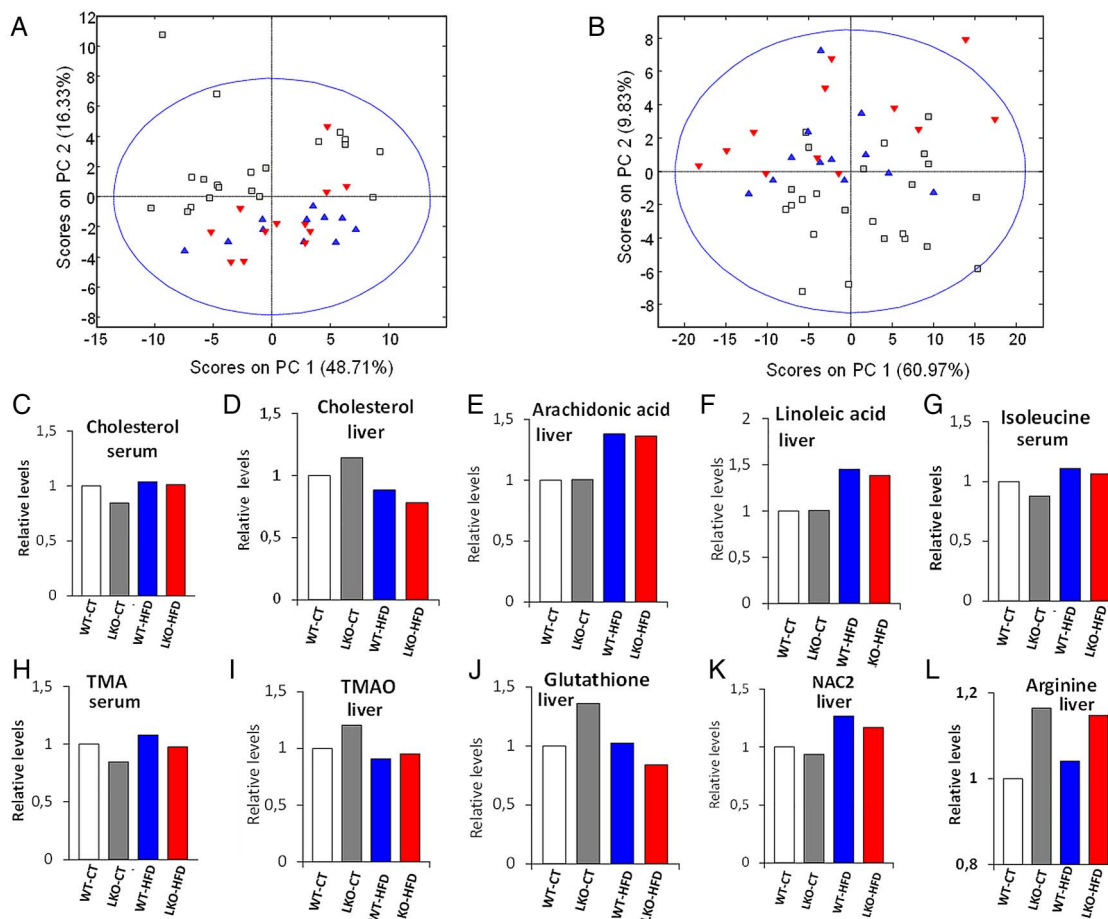 A
12
10
8
6
4
2
0
-2
-4
-6
-8
Scores on PC 2 (16.33%)
-15
-10
-5
0
5
10
Scores on PC 1 (48.71%)
B
8
6
4
2
0
-2
-4
-6
-8
Scores on PC 2 (9.83%)
-20
-15
-10
-5
0
5
10
15
20
Scores on PC 1 (60.97%)
C
Cholesterol
serum
Relative levels
1,5
1
0,5
0
WT-CT
LKO-CT
WT-HFD
LKO-HFD
D
Cholesterol
liver
Relative levels
1,5
1
0,5
0
WT-CT
LKO-CT
WT-HFD
LKO-HFD
E
Arachidonic acid
liver
Relative levels
1,5
1
0,5
0
WT-CT
LKO-CT
WT-HFD
LKO-HFD
F
Linoleic acid
liver
Relative levels
2
1,5
1
0,5
0
WT-CT
LKO-CT
WT-HFD
.KO-HFD
G
Isoleucine
serum
Relative levels
1,5
1
0,5
0
WT-CT
LKO-CT
WT-HFD
LKO-HFD
H
TMA
serum
Relative levels
1,5
1
0,5
0
WT-CT
LKO-CT
WT-HFD
LKO-HFD
I
TMAO
liver
Relative levels
1,5
1
0,5
0
WT-CT
LKO-CT
WT-HFD
KO-HFD
J
Glutathione
liver
Relative levels
1,5
1
0,5
0
WT-CT
LKO-CT
WT-HFD
LKO-HFD
K
NAC2
liver
Relative levels
1,5
1
0,5
0
WT-CT
LKO-CT
WT-HFD
LKO-HFD
L
Arginine
liver
Relative levels
1,2
1
0,8
WT-CT
LKO-CT
WT-HFD
LKO-HFD